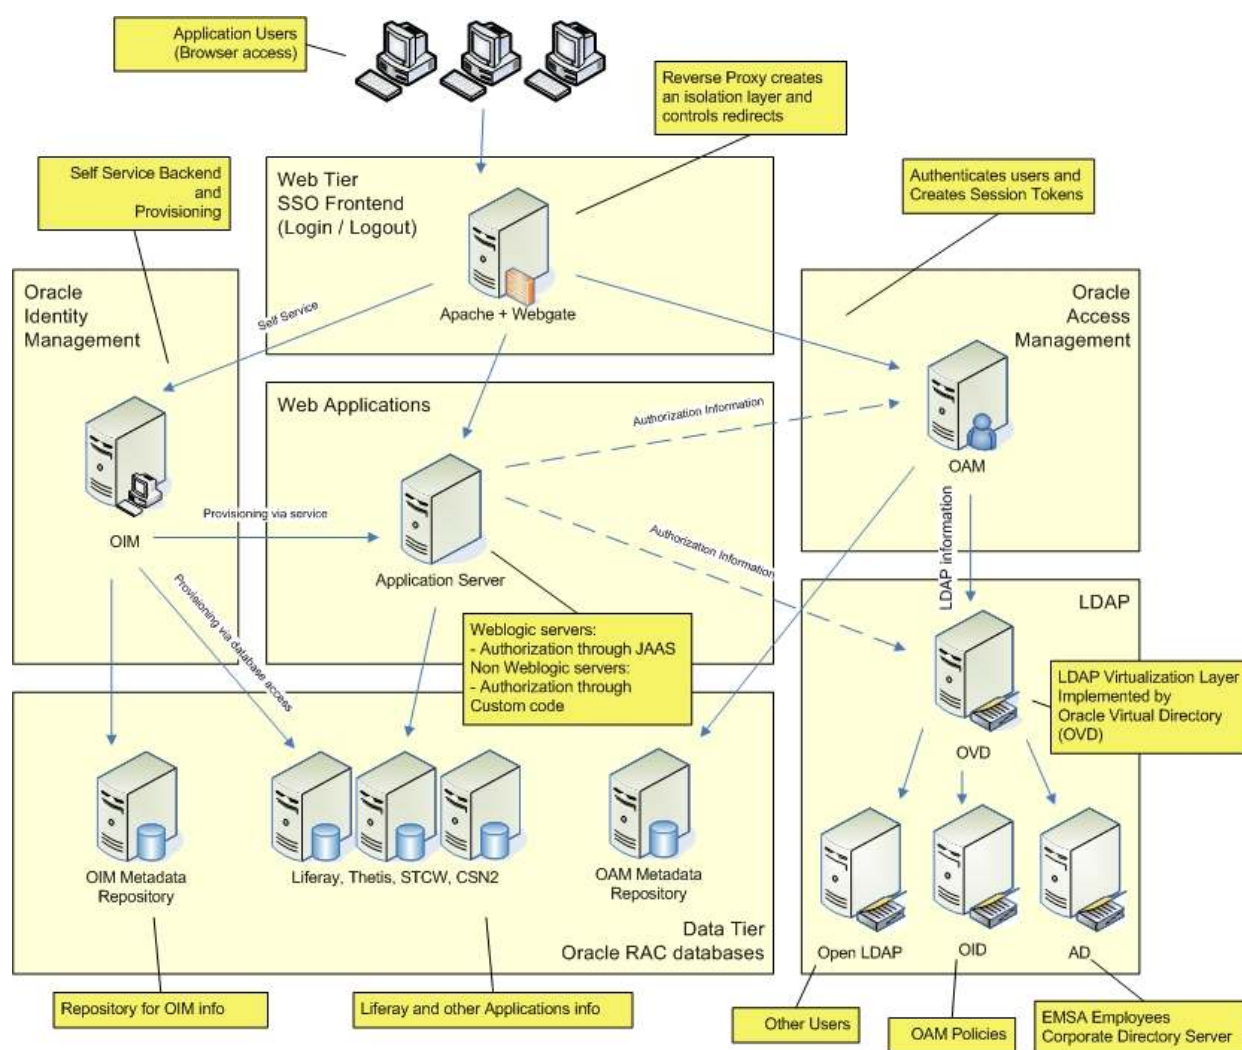 Application Users
(Browser access)
Reverse Proxy creates
an isolation layer and
controls redirects
Self Service Backend
and
Provisioning
Web Tier
SSO Frontend
(Login / Logout)
Authenticates users and
Creates Session Tokens
Oracle
Identity
Management
Self Service
Apache + Webgate
Oracle
Access
Management
Web Applications
Authorization Information
OAM
OIM
Provisioning via service
Application Server
Authorization Information
LDAP information
Provisioning via database access
LDAP
Weblogic servers:
- Authorization through JAAS
Non Weblogic servers:
- Authorization through
Custom code
LDAP Virtualization Layer
Implemented by
Oracle Virtual Directory
(OVD)
OVD
OIM Metadata
Repository
Liferay, Thetis, STCW, CSN2
OAM Metadata
Repository
Data Tier
Oracle RAC databases
Open LDAP
OID
AD
Repository for OIM info
Liferay and other Applications info
Other Users
OAM Policies
EMSA Employees
Corporate Directory Server